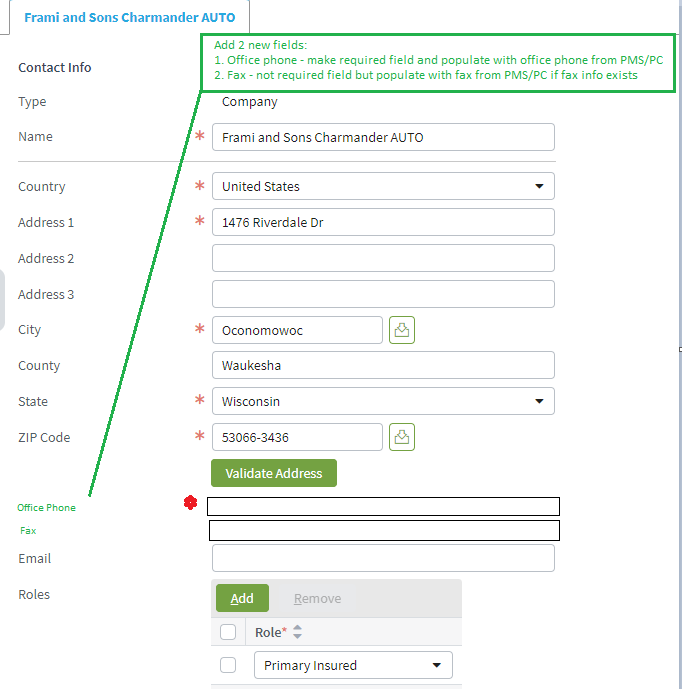 Frami and Sons Charmander AUTO
Add 2 new fields:
1. Office phone - make required field and populate with office phone from PMS/PC
2. Fax - not required field but populate with fax from PMS/PC if fax info exists
Contact Info
Type Company
Name * Frami and Sons Charmander AUTO
Country * United States
Address 1 * 1476 Riverdale Dr
Address 2
Address 3
City * Oconomowoc
County Waukesha
State * Wisconsin
ZIP Code * 53066-3436
Validate Address
Office Phone *
Fax
Email
Roles
Add Remove
Role*
Primary Insured